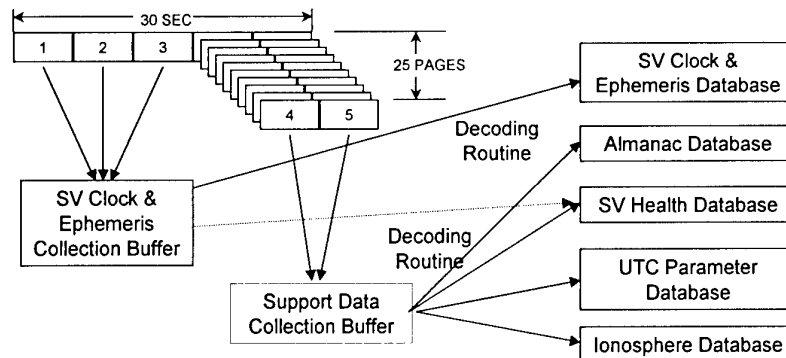 30 SEC
1 2 3
25 PAGES
4 5
SV Clock &
Ephemeris Database
Decoding
Routine
Almanac Database
SV Clock &
Ephemeris
Collection Buffer
SV Health Database
Decoding
Routine
UTC Parameter
Database
Support Data
Collection Buffer
Ionosphere Database